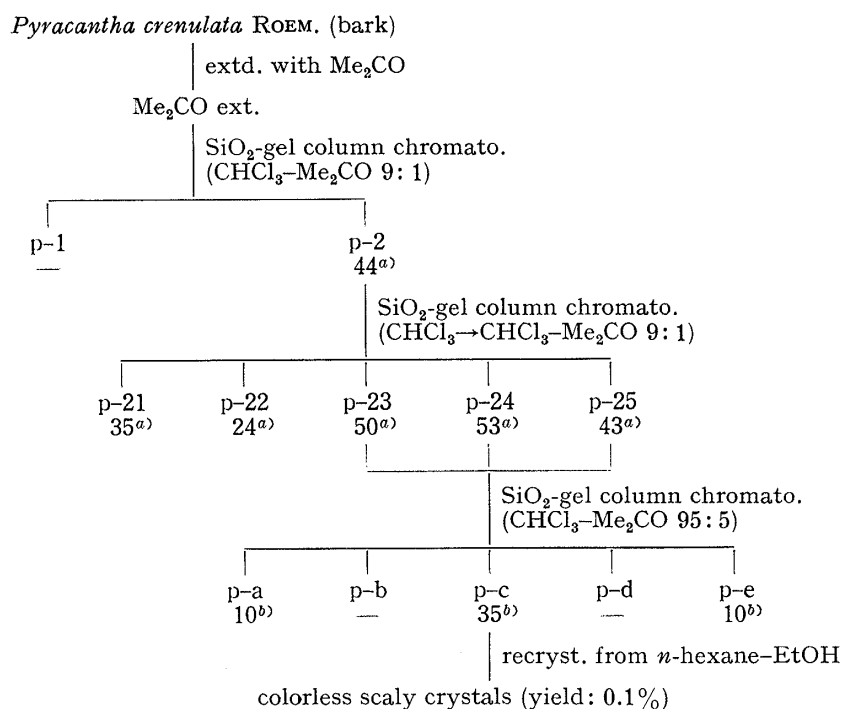 Pyracantha crenulata ROEM. (bark)
extd. with Me₂CO
Me₂CO ext.
SiO₂-gel column chromato.
(CHCl₃–Me₂CO 9: 1)
p–1 p–2
— 44ᵃ⁾
SiO₂-gel column chromato.
(CHCl₃→CHCl₃–Me₂CO 9: 1)
p–21 p–22 p–23 p–24 p–25
35ᵃ⁾ 24ᵃ⁾ 50ᵃ⁾ 53ᵃ⁾ 43ᵃ⁾
SiO₂-gel column chromato.
(CHCl₃–Me₂CO 95: 5)
p–a p–b p–c p–d p–e
10ᵇ⁾ — 35ᵇ⁾ — 10ᵇ⁾
recryst. from n-hexane–EtOH
colorless scaly crystals (yield: 0.1%)